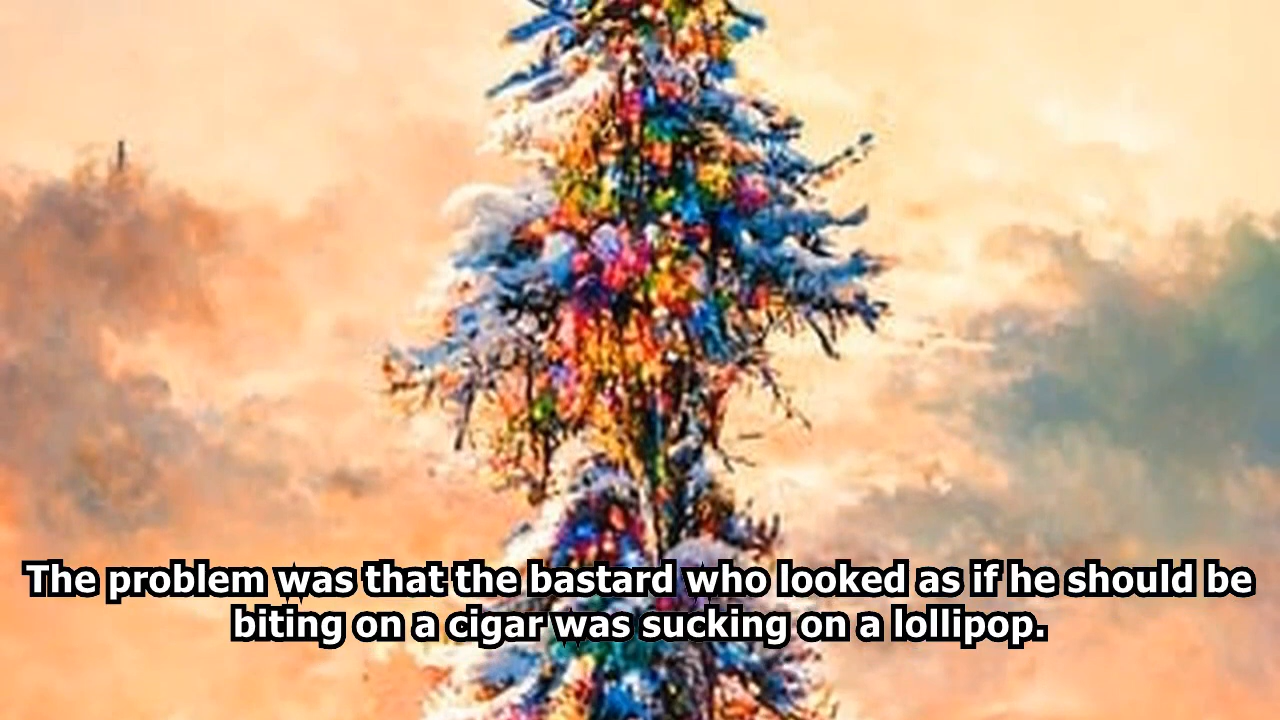 The problem was that the bastard who looked as if he should be
biting on a cigar was sucking on a lollipop.